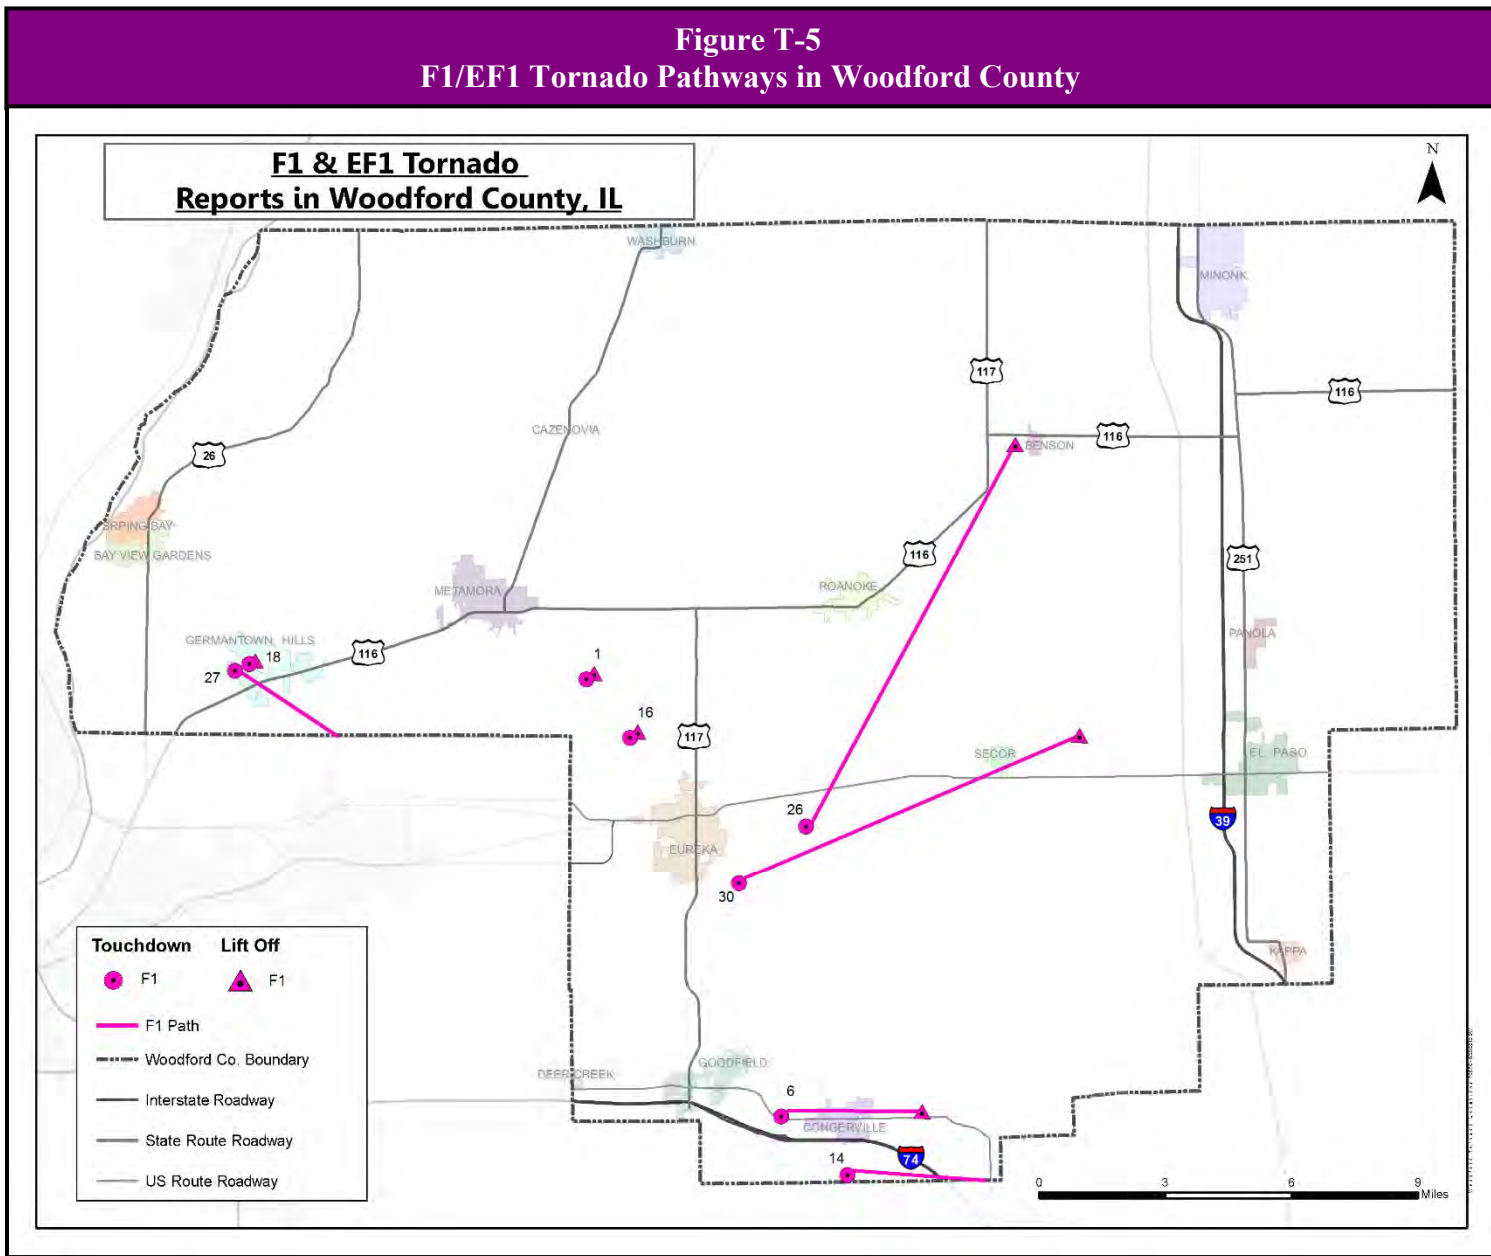 Figure T-5
F1/EF1 Tornado Pathways in Woodford County
F1 & EF1 Tornado
Reports in Woodford County, IL
N
WASHBURN
MINONK
117
116
CAZENOVIA
26
116
BENSON
SRPING BAY
BAY VIEW GARDENS
116
251
METAMORA
ROANOKE
GERMANTOWN HILLS
PANOLA
116
18
27
1
16
117
SECOR
EL PASO
26
39
EUREKA
30
KAPPA
Touchdown Lift Off
F1 F1
F1 Path
Woodford Co. Boundary
Interstate Roadway
State Route Roadway
US Route Roadway
GOODFIELD
DEER CREEK
6
CONGERVILLE
14
74
0 3 6 9
Miles